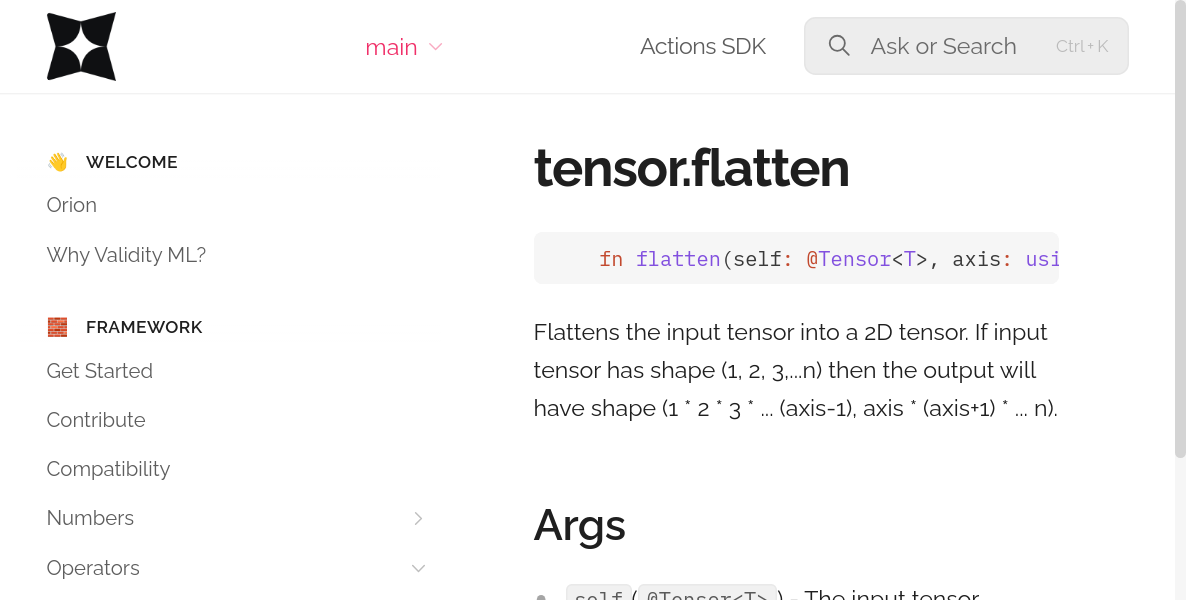 main
Actions SDK
Ask or Search
Ctrl+K
👋 WELCOME
Orion
Why Validity ML?
🧱 FRAMEWORK
Get Started
Contribute
Compatibility
Numbers
Operators
tensor.flatten
fn flatten(self: @Tensor<T>, axis: usi
Flattens the input tensor into a 2D tensor. If input
tensor has shape (1, 2, 3,...n) then the output will
have shape (1 * 2 * 3 * ... (axis-1), axis * (axis+1) * ... n).
Args
self(@Tensor<T>) - The input tensor